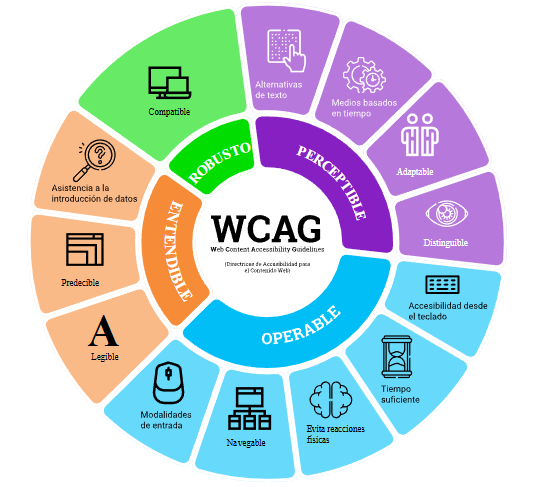 WCAG
Web Content Accessibility Guidelines
(Directrices de Accesibilidad para
el Contenido Web)
PERCEPTIBLE
Alternativas
de texto
Medios basados
en tiempo
Adaptable
Distinguible
OPERABLE
Accesibilidad desde
el teclado
Tiempo
suficiente
Evita reacciones
físicas
Navegable
Modalidades
de entrada
ENTENDIBLE
A
Legible
Predecible
Asistencia a la
introducción de datos
ROBUSTO
Compatible